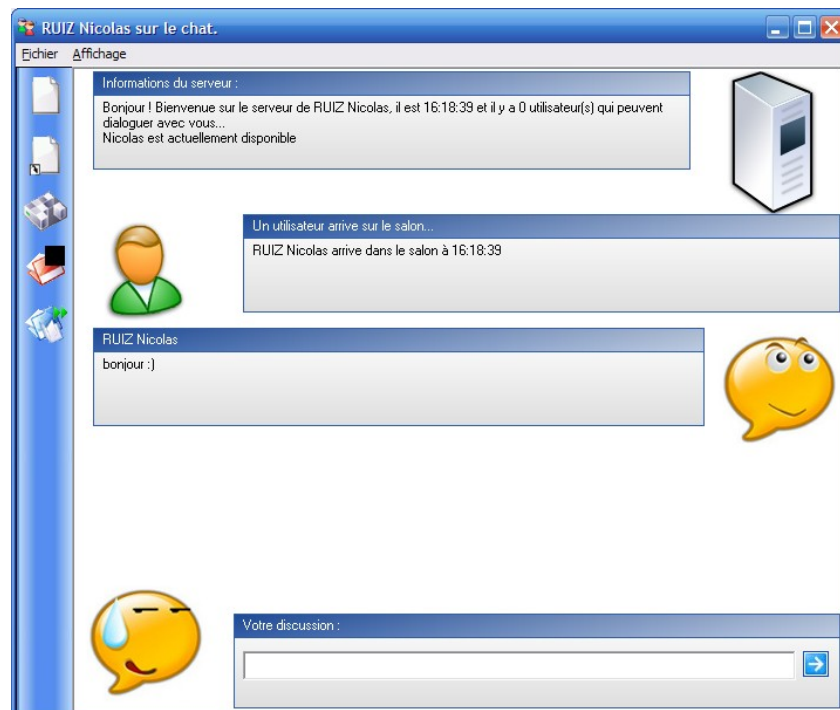 RUIZ Nicolas sur le chat.
Fichier Affichage
Informations du serveur :
Bonjour ! Bienvenue sur le serveur de RUIZ Nicolas, il est 16:18:39 et il y a 0 utilisateur(s) qui peuvent
dialoguer avec vous...
Nicolas est actuellement disponible
Un utilisateur arrive sur le salon...
RUIZ Nicolas arrive dans le salon à 16:18:39
RUIZ Nicolas
bonjour :)
Votre discussion :